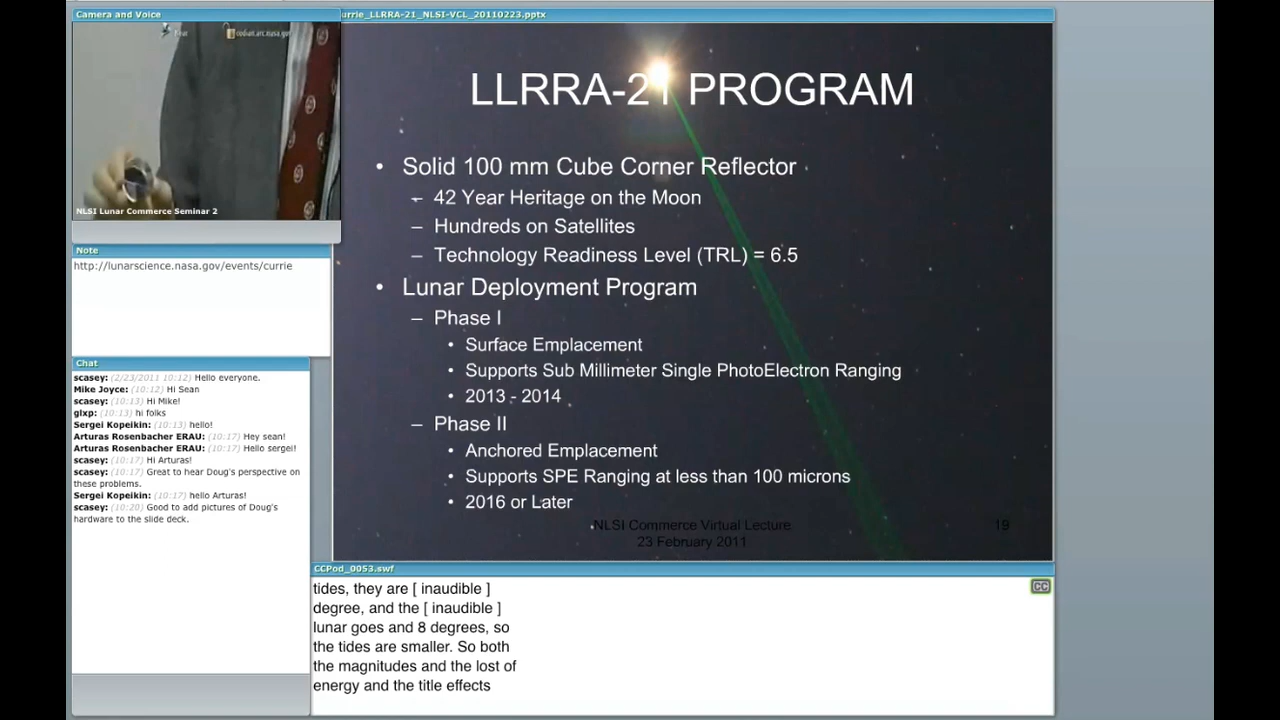 Camera and Voice
codian.arc.nasa.gov
NLSI Lunar Commerce Seminar 2
Note
http://lunarscience.nasa.gov/events/currie
Chat
scasey: (2/23/2011 10:12) Hello everyone.
Mike Joyce: (10:12) Hi Sean
scasey: (10:13) Hi Mike!
glxp: (10:13) hi folks
Sergei Kopeikin: (10:13) hello!
Arturas Rosenbacher ERAU: (10:17) Hey sean!
Arturas Rosenbacher ERAU: (10:17) Hello sergei!
scasey: (10:17) Hi Arturas!
scasey: (10:17) Great to hear Doug's perspective on
these problems.
Sergei Kopeikin: (10:17) hello Arturas!
scasey: (10:20) Good to add pictures of Doug's
hardware to the slide deck.
urrie_LLRRA-21_NLSI-VCL_20110223.pptx
LLRRA-21 PROGRAM
• Solid 100 mm Cube Corner Reflector
– 42 Year Heritage on the Moon
– Hundreds on Satellites
– Technology Readiness Level (TRL) = 6.5
• Lunar Deployment Program
– Phase I
• Surface Emplacement
• Supports Sub Millimeter Single PhotoElectron Ranging
• 2013 - 2014
– Phase II
• Anchored Emplacement
• Supports SPE Ranging at less than 100 microns
• 2016 or Later
NLSI Commerce Virtual Lecture
23 February 2011
19
CCPod_0053.swf
CC
tides, they are [ inaudible ]
degree, and the [ inaudible ]
lunar goes and 8 degrees, so
the tides are smaller. So both
the magnitudes and the lost of
energy and the title effects